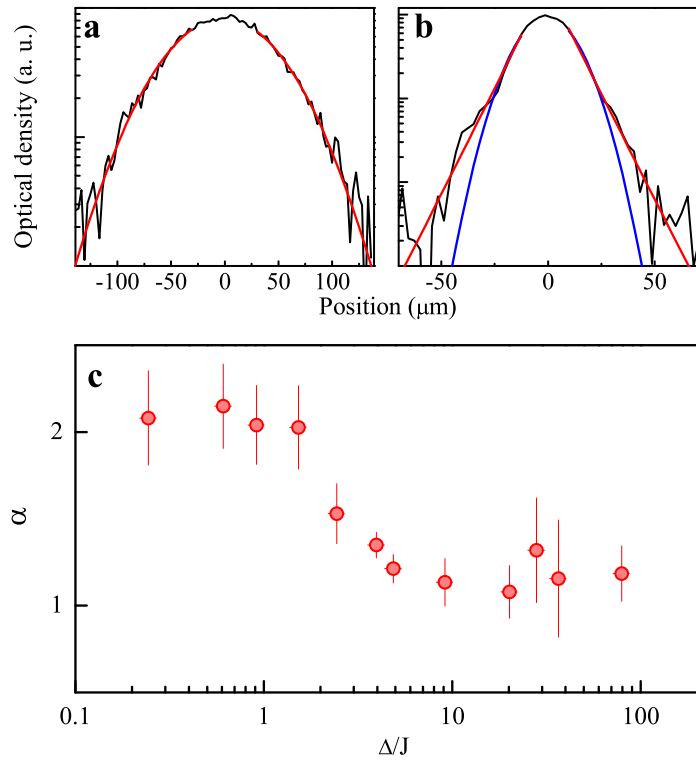 a
b
Optical density (a. u.)
-100 -50 0 50 100
-50 0 50
Position (μm)
c
2
α
1
0.1 1 10 100
Δ/J